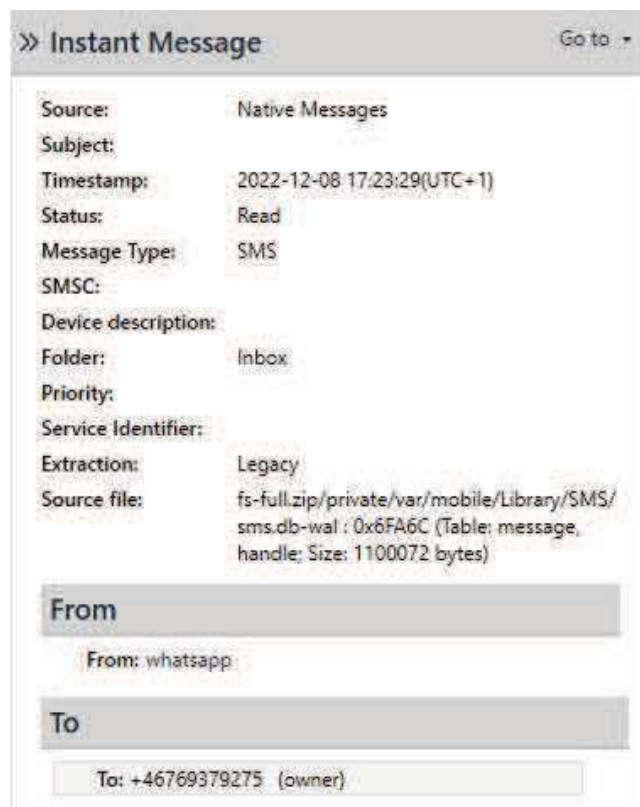 » Instant Message Go to
Source: Native Messages
Subject:
Timestamp: 2022-12-08 17:23:29(UTC+1)
Status: Read
Message Type: SMS
SMSC:
Device description:
Folder: Inbox
Priority:
Service Identifier:
Extraction: Legacy
Source file: fs-full.zip/private/var/mobile/Library/SMS/
sms.db-wal : 0x6FA6C (Table: message,
handle; Size: 1100072 bytes)
From
From: whatsapp
To
To: +46769379275 (owner)